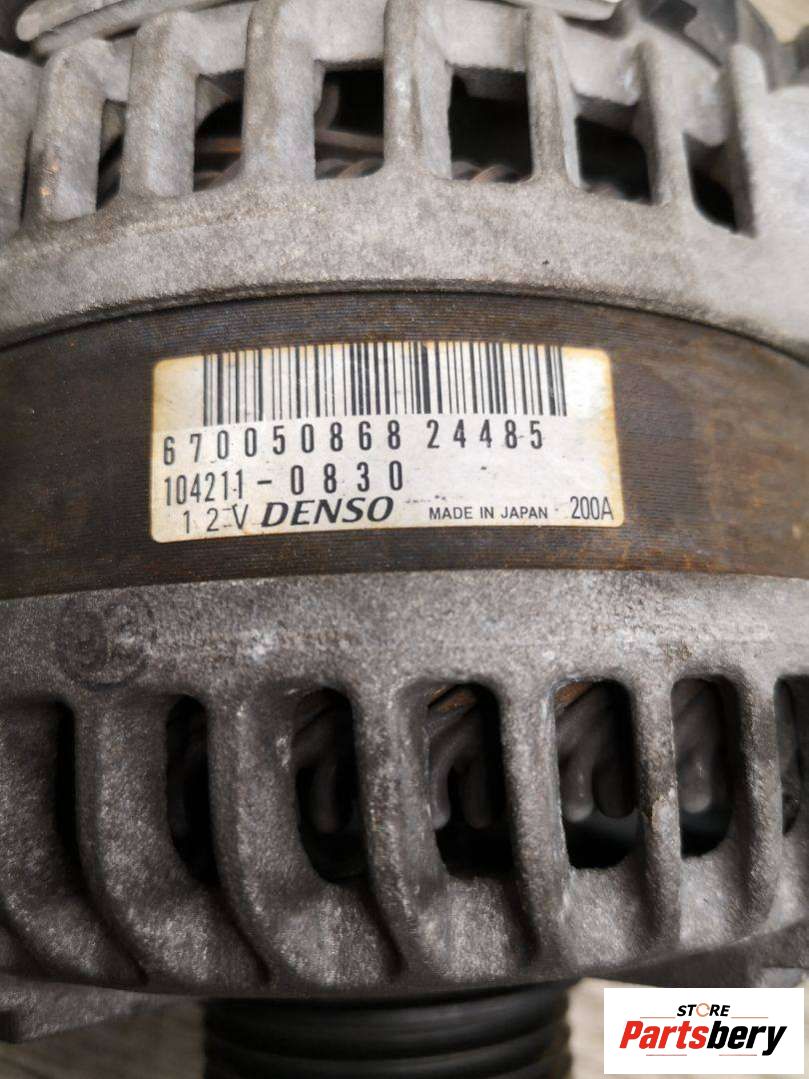 670050868 24485
104211-0830
12V DENSO MADE IN JAPAN 200A
STORE
Partsbery